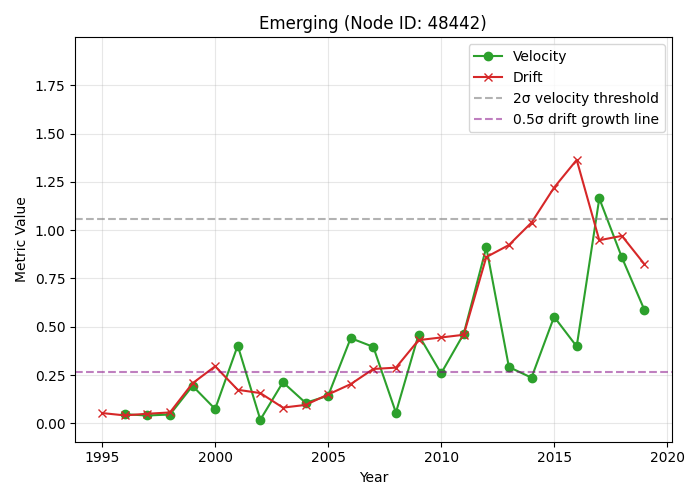 Emerging (Node ID: 48442)
Velocity
Drift
2σ velocity threshold
0.5σ drift growth line
Metric Value
1.75
1.50
1.25
1.00
0.75
0.50
0.25
0.00
1995 2000 2005 2010 2015 2020
Year